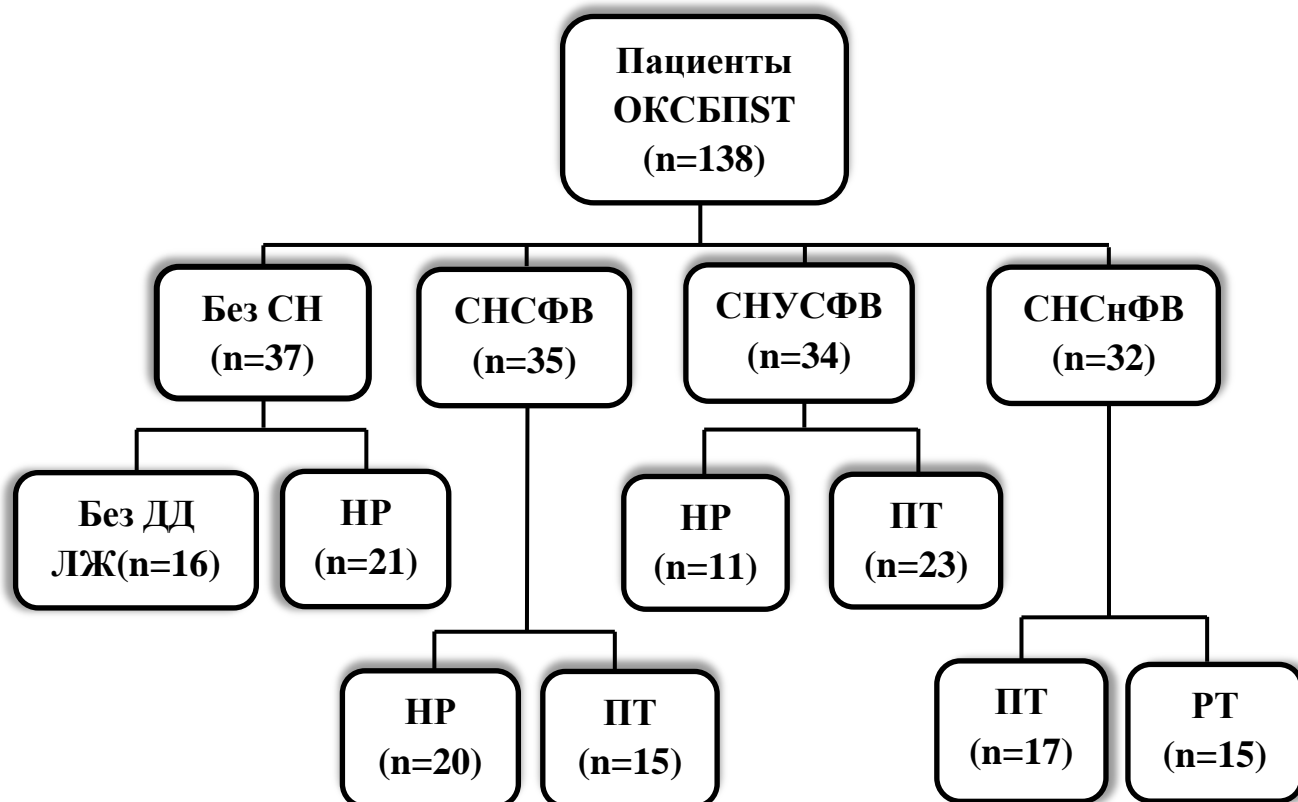 Пациенты
ОКСБПST
(n=138)
Без СН
(n=37)
СНСФВ
(n=35)
СНУСФВ
(n=34)
СНСнФВ
(n=32)
Без ДД
ЛЖ(n=16)
НР
(n=21)
НР
(n=11)
ПТ
(n=23)
НР
(n=20)
ПТ
(n=15)
ПТ
(n=17)
РТ
(n=15)